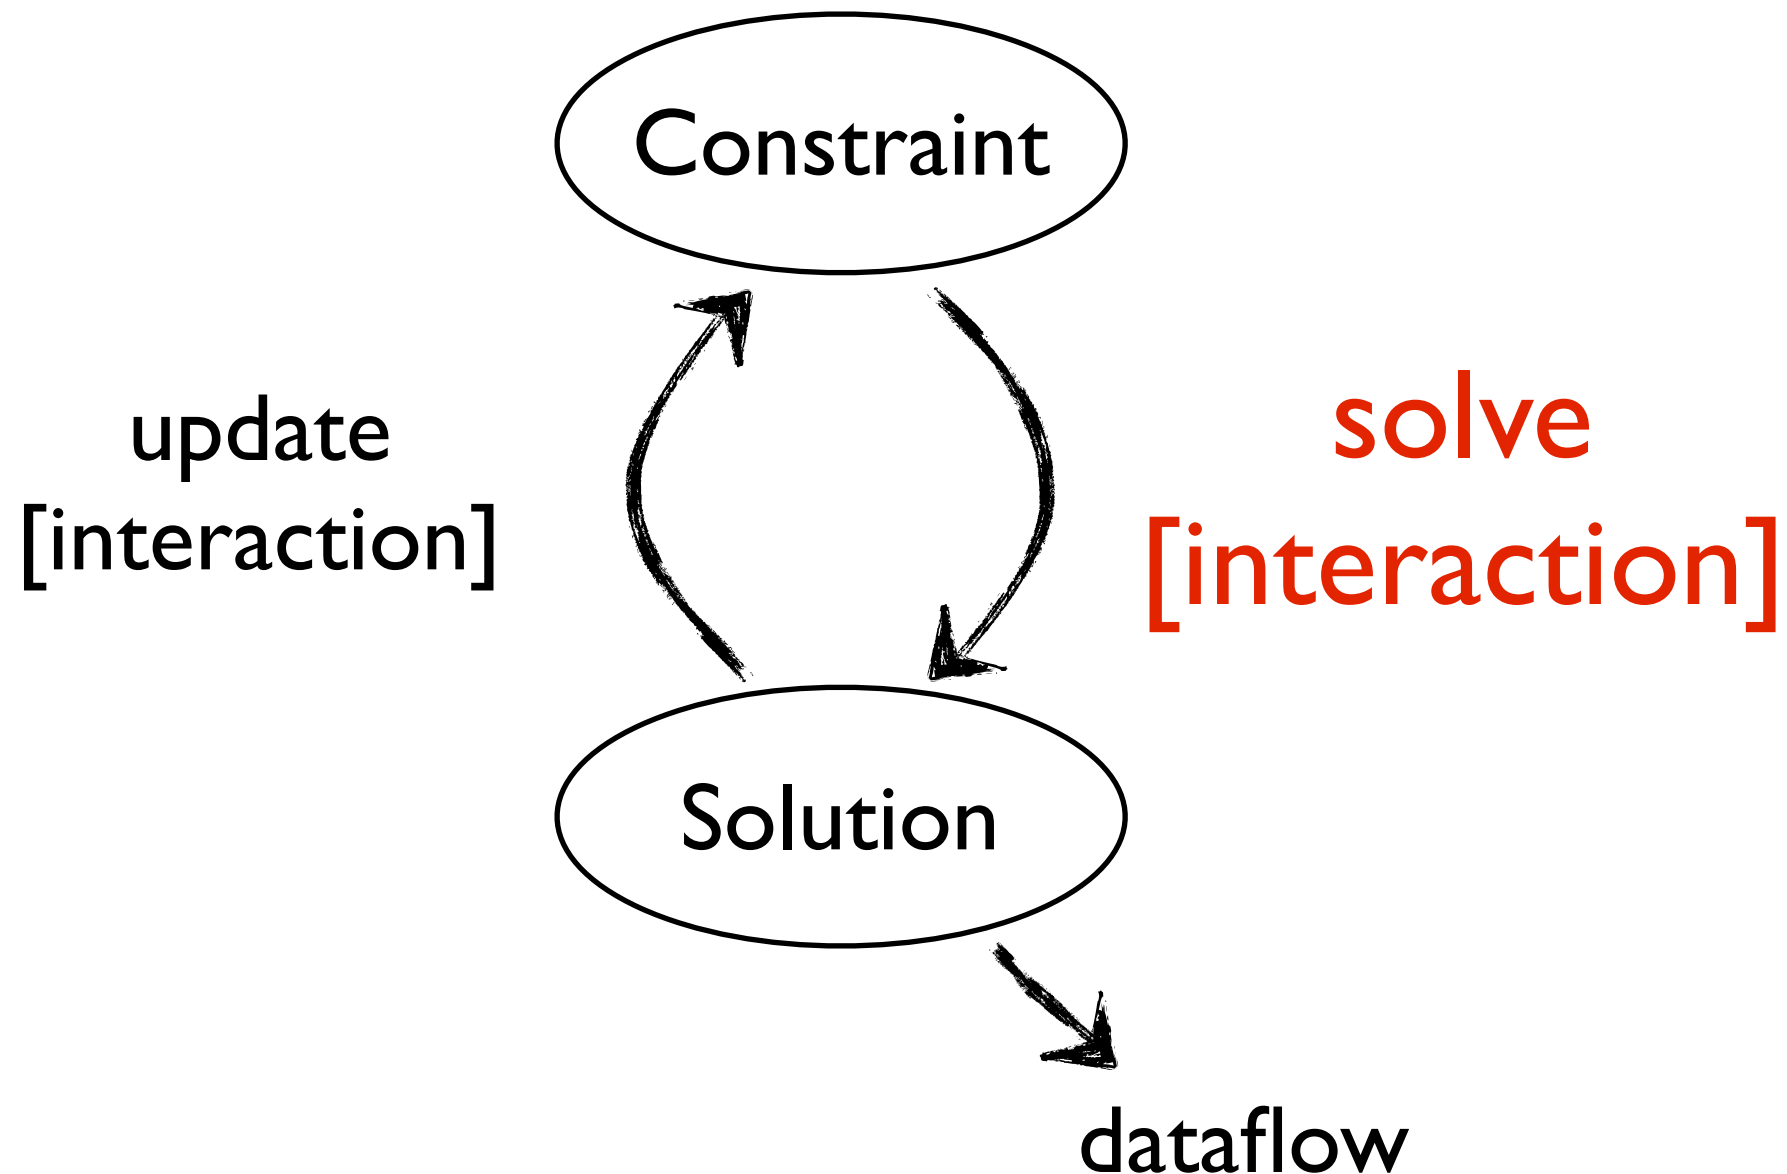 Constraint
update
[interaction]
solve
[interaction]
Solution
dataflow